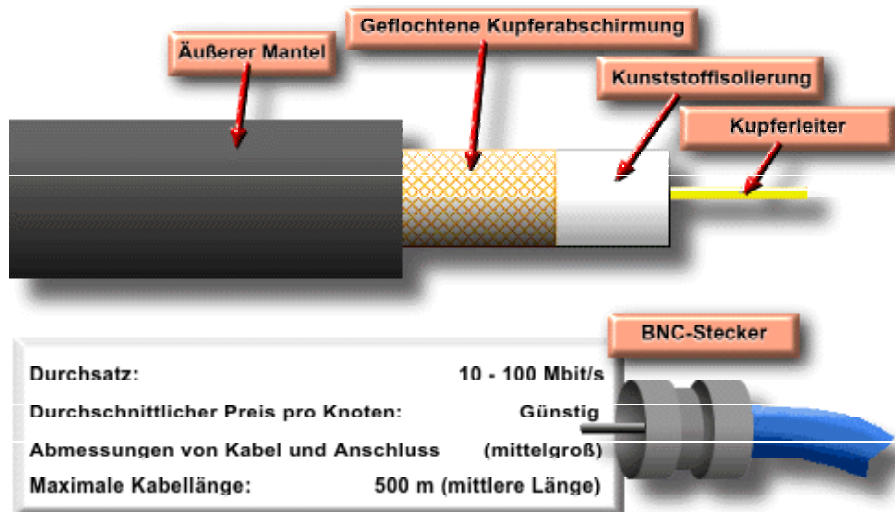 Geflochtene Kupferabschirmung
Äußerer Mantel
Kunststoffisolierung
Kupferleiter
BNC-Stecker
Durchsatz: 10 - 100 Mbit/s
Durchschnittlicher Preis pro Knoten: Günstig
Abmessungen von Kabel und Anschluss (mittelgroß)
Maximale Kabellänge: 500 m (mittlere Länge)